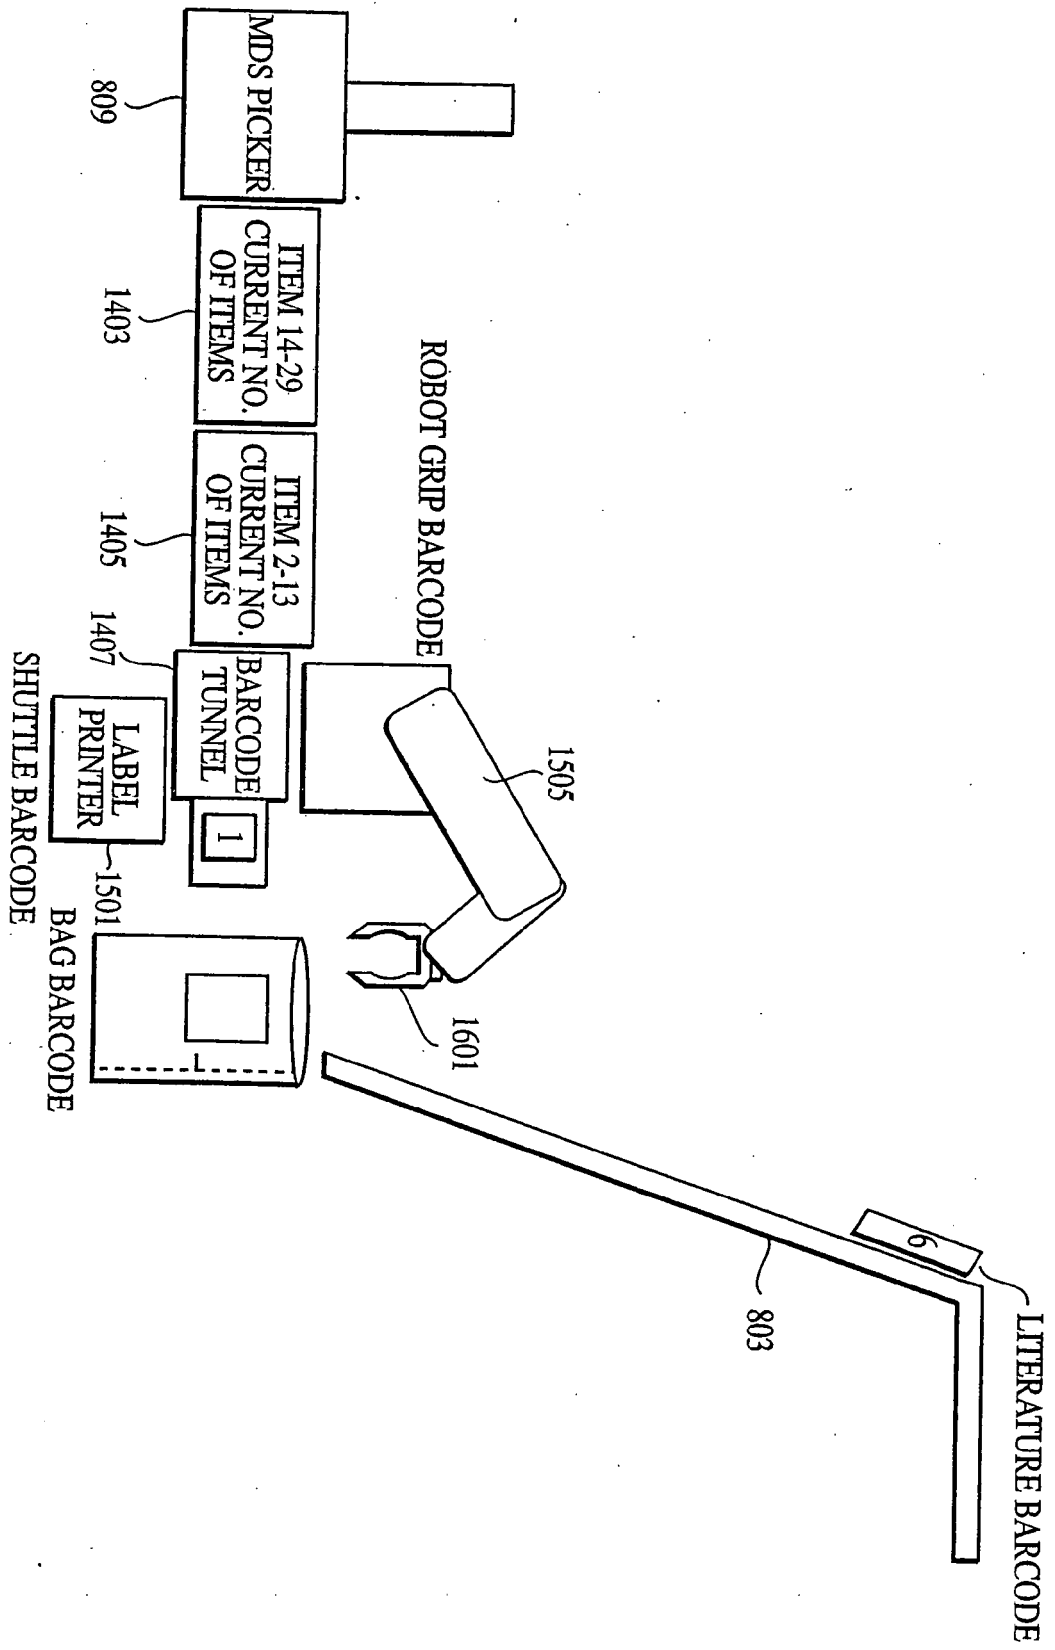 LITERATURE BARCODE
6
803
ROBOT GRIP BARCODE
1505
1601
MDS PICKER
809
ITEM 14-29
CURRENT NO.
OF ITEMS
1403
ITEM 2-13
CURRENT NO.
OF ITEMS
1405
BARCODE
TUNNEL
1407
1
LABEL
PRINTER
1501
SHUTTLE BARCODE
BAG BARCODE